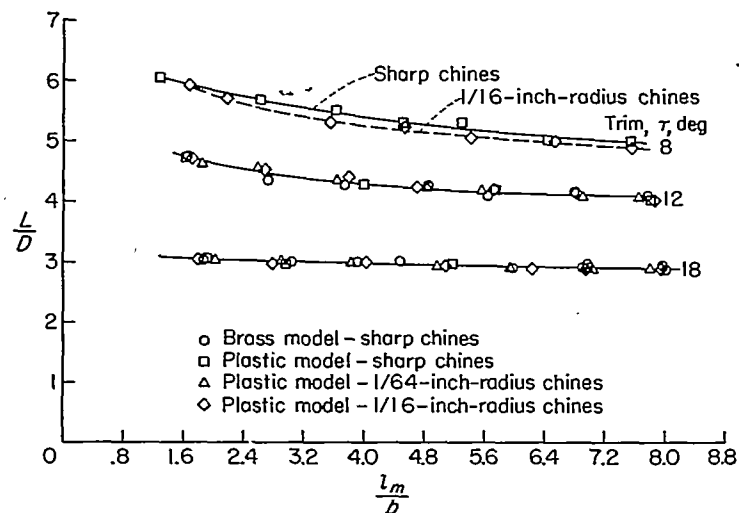 7
6
5
4
3
2
1
0
L
D
Sharp chines
1/16-inch-radius chines
Trim, τ, deg
8
12
18
Brass model – sharp chines
Plastic model – sharp chines
Plastic model – 1/64-inch-radius chines
Plastic model – 1/16-inch-radius chines
.8 1.6 2.4 3.2 4.0 4.8 5.6 6.4 7.2 8.0 8.8
l_m
b